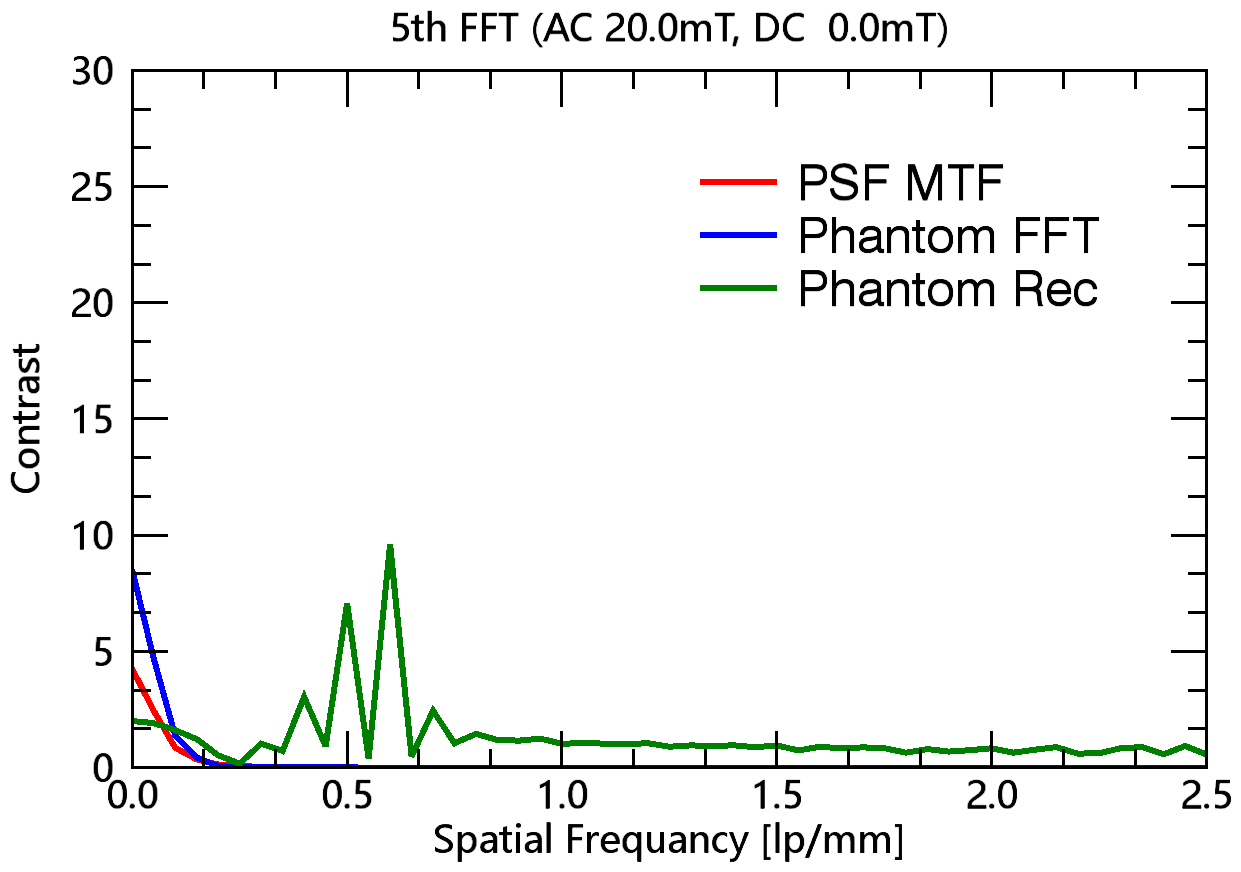 5th FFT (AC 20.0mT, DC  0.0mT)
30
25
20
15
10
5
0
Contrast
PSF MTF
Phantom FFT
Phantom Rec
0.0 0.5 1.0 1.5 2.0 2.5
Spatial Frequancy [lp/mm]